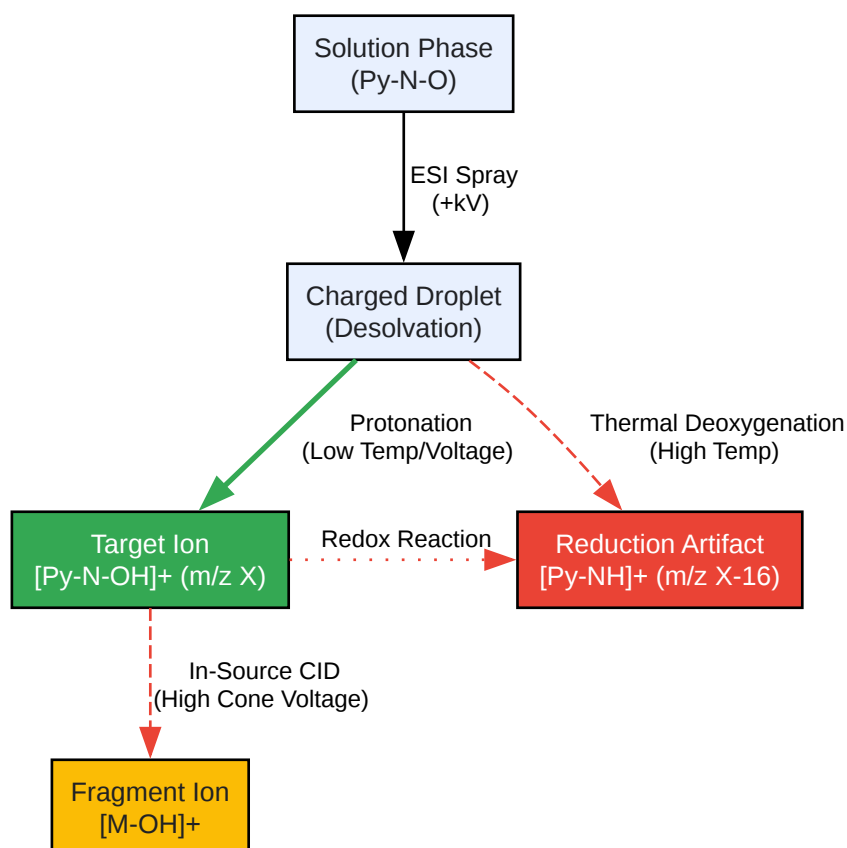 Solution Phase
(Py-N-O)
ESI Spray
(+kV)
Charged Droplet
(Desolvation)
Protonation
(Low Temp/Voltage)
Thermal Deoxygenation
(High Temp)
Target Ion
[Py-N-OH]+ (m/z X)
Redox Reaction
Reduction Artifact
[Py-NH]+ (m/z X-16)
In-Source CID
(High Cone Voltage)
Fragment Ion
[M-OH]+